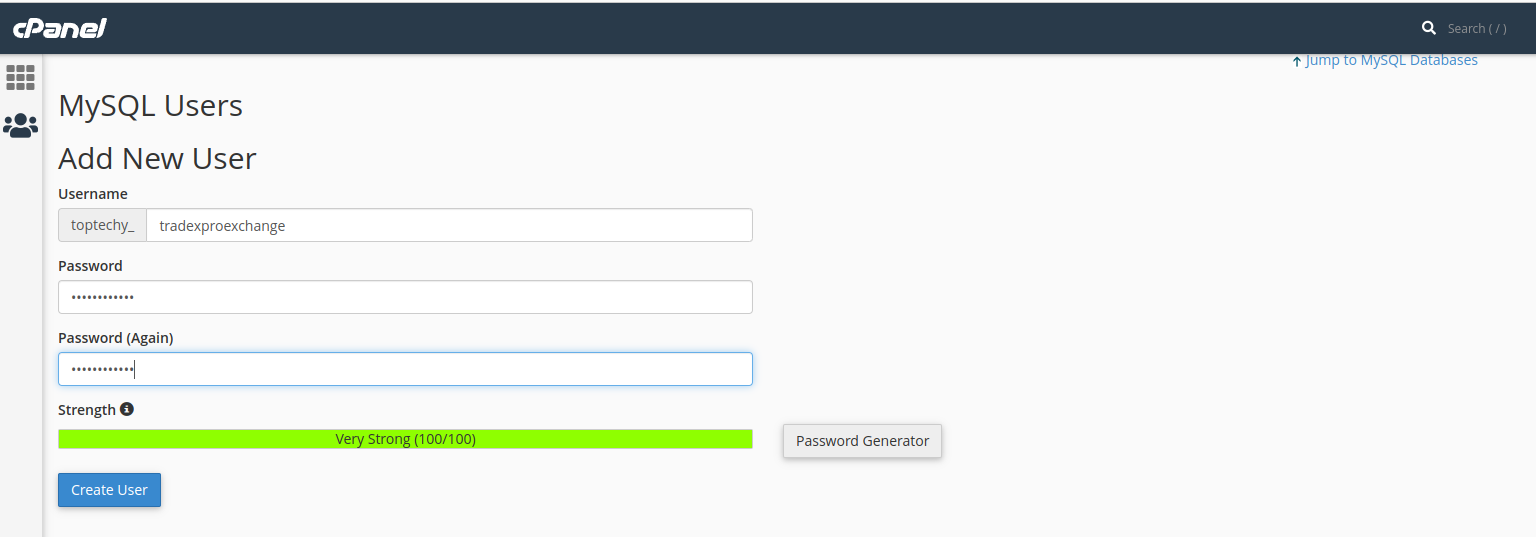 cPanel
Search ( / )
Jump to MySQL Databases
MySQL Users
Add New User
Username
toptechy_ tradexproexchange
Password
••••••••••••
Password (Again)
••••••••••••
Strength
Very Strong (100/100)
Password Generator
Create User